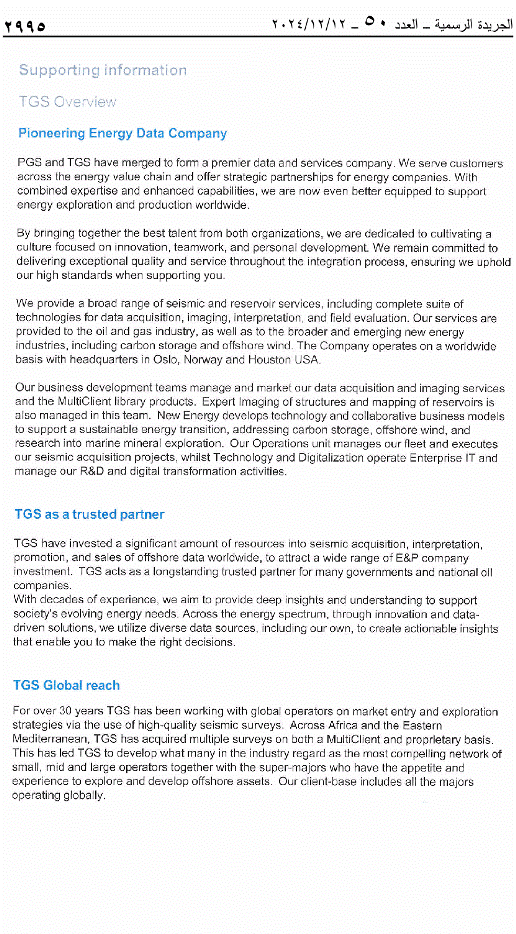 الجريدة الرسمية – العدد ٥٠ – ٢٠٢٤/١٢/١٢
٢٩٩٥
Supporting information
TGS Overview
Pioneering Energy Data Company
PGS and TGS have merged to form a premier data and services company. We serve customers
across the energy value chain and offer strategic partnerships for energy companies. With
combined expertise and enhanced capabilities, we are now even better equipped to support
energy exploration and production worldwide.
By bringing together the best talent from both organizations, we are dedicated to cultivating a
culture focused on innovation, teamwork, and personal development. We remain committed to
delivering exceptional quality and service throughout the integration process, ensuring we uphold
our high standards when supporting you.
We provide a broad range of seismic and reservoir services, including complete suite of
technologies for data acquisition, imaging, interpretation, and field evaluation. Our services are
provided to the oil and gas industry, as well as to the broader and emerging new energy
industries, including carbon storage and offshore wind. The Company operates on a worldwide
basis with headquarters in Oslo, Norway and Houston USA.
Our business development teams manage and market our data acquisition and imaging services
and the MultiClient library products. Expert Imaging of structures and mapping of reservoirs is
also managed in this team. New Energy develops technology and collaborative business models
to support a sustainable energy transition, addressing carbon storage, offshore wind, and
research into marine mineral exploration. Our Operations unit manages our fleet and executes
our seismic acquisition projects, whilst Technology and Digitalization operate Enterprise IT and
manage our R&D and digital transformation activities.
TGS as a trusted partner
TGS have invested a significant amount of resources into seismic acquisition, interpretation,
promotion, and sales of offshore data worldwide, to attract a wide range of E&P company
investment. TGS acts as a longstanding trusted partner for many governments and national oil
companies.
With decades of experience, we aim to provide deep insights and understanding to support
society's evolving energy needs. Across the energy spectrum, through innovation and data-
driven solutions, we utilize diverse data sources, including our own, to create actionable insights
that enable you to make the right decisions.
TGS Global reach
For over 30 years TGS has been working with global operators on market entry and exploration
strategies via the use of high-quality seismic surveys. Across Africa and the Eastern
Mediterranean, TGS has acquired multiple surveys on both a MultiClient and proprietary basis.
This has led TGS to develop what many in the industry regard as the most compelling network of
small, mid and large operators together with the super-majors who have the appetite and
experience to explore and develop offshore assets. Our client-base includes all the majors
operating globally.